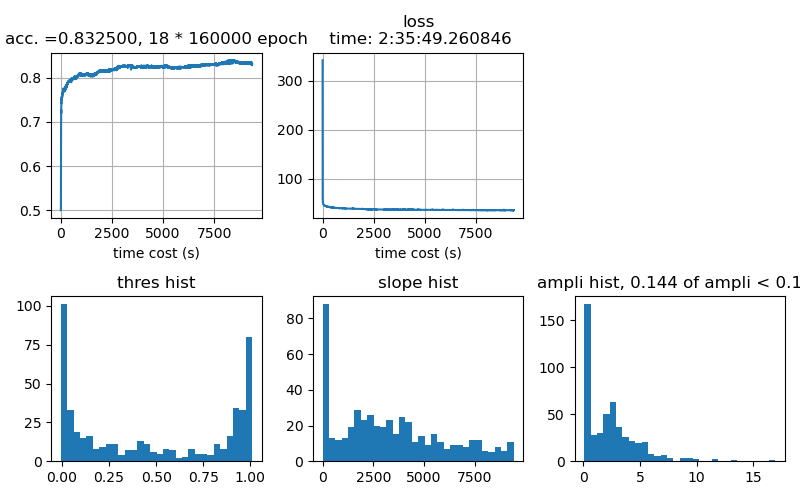 acc. =0.832500, 18 * 160000 epoch
0.8
0.7
0.6
0.5
0 2500 5000 7500
time cost (s)
loss
time: 2:35:49.260846
300
200
100
0 2500 5000 7500
time cost (s)
thres hist
100
75
50
25
0
0.00 0.25 0.50 0.75 1.00
slope hist
80
60
40
20
0
0 2500 5000 7500
ampli hist, 0.144 of ampli < 0.1
150
100
50
0
0 5 10 15